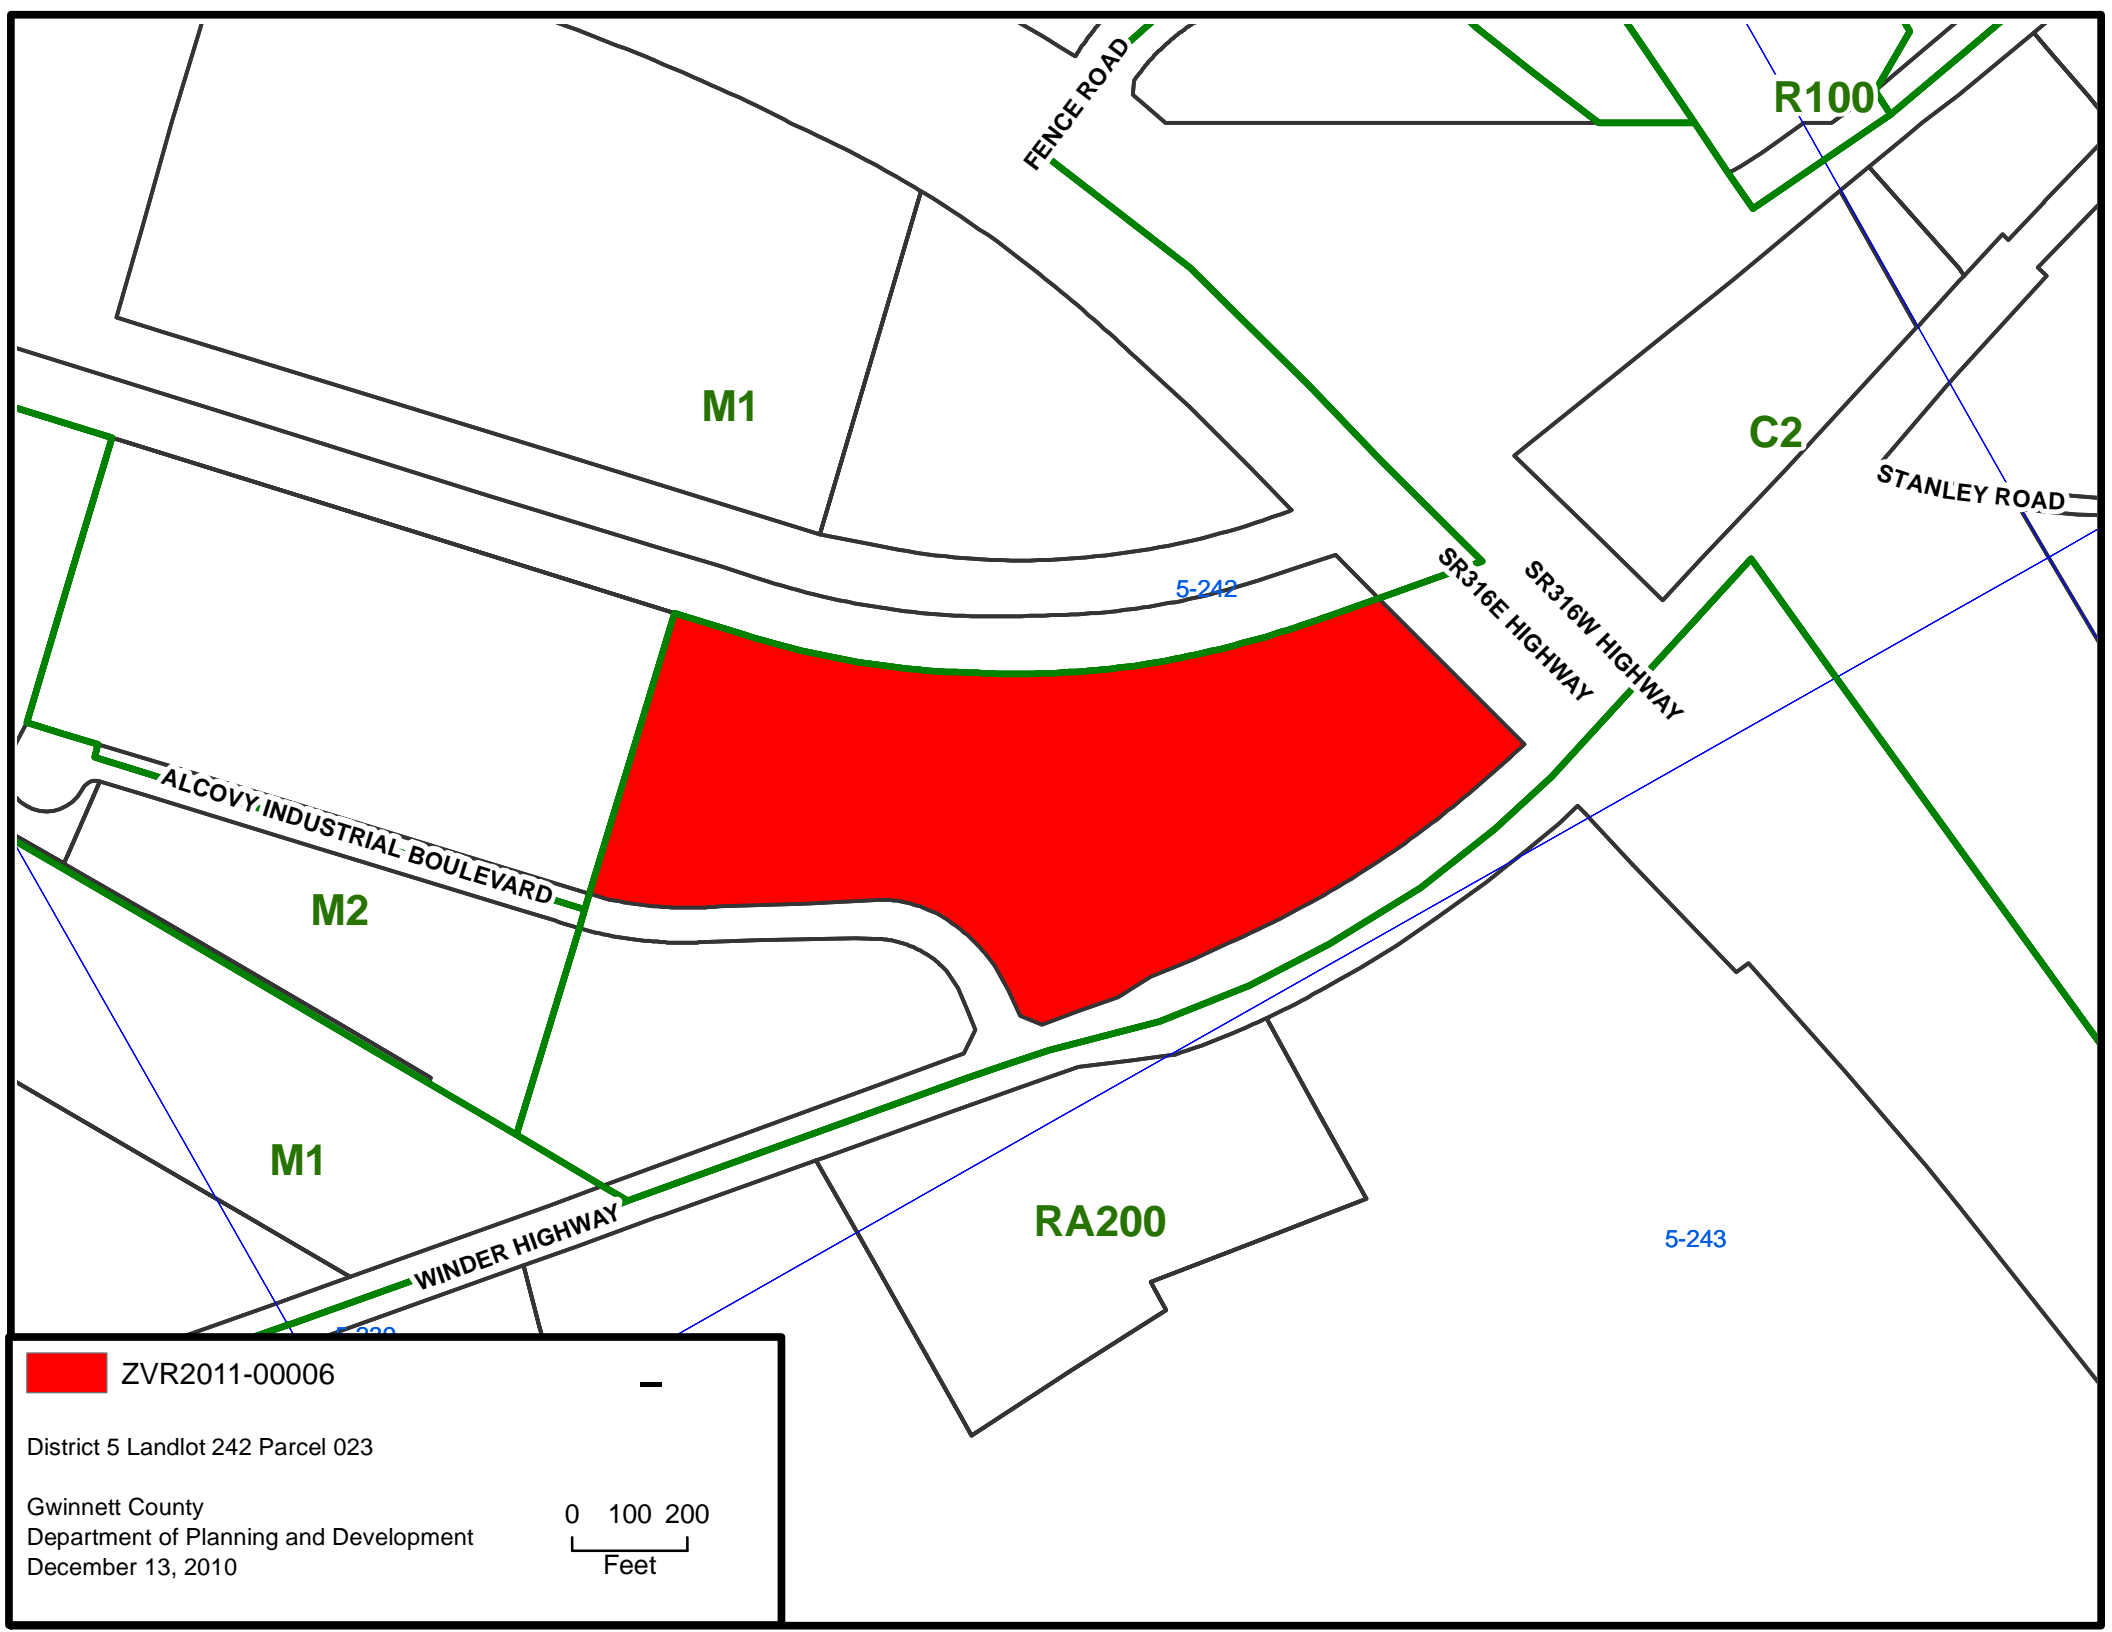 FENCE ROAD
R100
M1
C2
STANLEY ROAD
5-242
SR316E HIGHWAY
SR316W HIGHWAY
ALCOVY INDUSTRIAL BOULEVARD
M2
M1
RA200
WINDER HIGHWAY
5-243
ZVR2011-00006
District 5 Landlot 242 Parcel 023
Gwinnett County
Department of Planning and Development
December 13, 2010
0 100 200
Feet